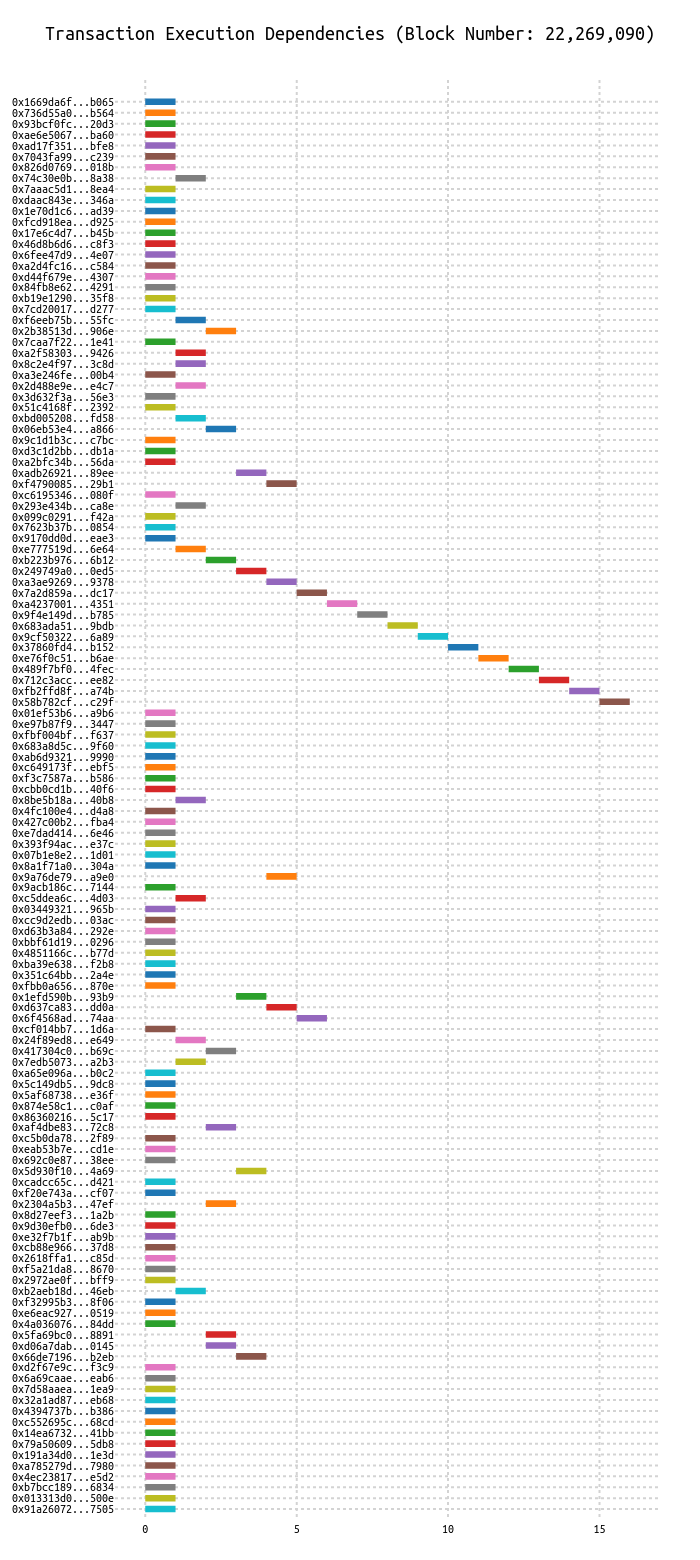 Transaction Execution Dependencies (Block Number: 22,269,090)
0x1669da6f...b065
0x736d55a0...b564
0x93bcf0fc...20d3
0xae6e5067...ba60
0xad17f351...bfe8
0x7043fa99...c239
0x826d0769...018b
0x74c30e0b...8a38
0x7aaac5d1...8ea4
0xdaac843e...346a
0x1e70d1c6...ad39
0xfcd918ea...d925
0x17e6c4d7...b45b
0x46d8b6d6...c8f3
0x6fee47d9...4e07
0xa2d4fc16...c584
0xd44f679e...4307
0x84fb8e62...4291
0xb19e1290...35f8
0x7cd20017...d277
0xf6eeb75b...55fc
0x2b38513d...906e
0x7caa7f22...1e41
0xa2f58303...9426
0x8c2e4f97...3c8d
0xa3e246fe...00b4
0x2d488e9e...e4c7
0x3d632f3a...56e3
0x51c4168f...2392
0xbd005208...fd58
0x06eb53e4...a866
0x9c1d1b3c...c7bc
0xd3c1d2bb...db1a
0xa2bfc34b...56da
0xadb26921...89ee
0xf4790085...29b1
0xc6195346...080f
0x293e434b...ca8e
0x099c0291...f42a
0x7623b37b...0854
0x9170dd0d...eae3
0xe777519d...6e64
0xb223b976...6b12
0x249749a0...0ed5
0xa3ae9269...9378
0x7a2d859a...dc17
0xa4237001...4351
0x9f4e149d...b785
0x683ada51...9bdb
0x9cf50322...6a89
0x37860fd4...b152
0xe76f0c51...b6ae
0x489f7bf0...4fec
0x712c3acc...ee82
0xfb2ffd8f...a74b
0x58b782cf...c29f
0x01ef53b6...a9b6
0xe97b87f9...3447
0xfbf004bf...f637
0x683a8d5c...9f60
0xab6d9321...9990
0xc649173f...ebf5
0xf3c7587a...b586
0xcbb0cd1b...40f6
0x8be5b18a...40b8
0x4fc100e4...d4a8
0x427c00b2...fba4
0xe7dad414...6e46
0x393f94ac...e37c
0x07b1e8e2...1d01
0x8a1f71a0...304a
0x9a76de79...a9e0
0x9acb186c...7144
0xc5ddea6c...4d03
0x03449321...965b
0xcc9d2edb...03ac
0xd63b3a84...292e
0xbbf61d19...0296
0x4851166c...b77d
0xba39e638...f2b8
0x351c64bb...2a4e
0xfbb0a656...870e
0x1efd590b...93b9
0xd637ca83...dd0a
0x6f4568ad...74aa
0xcf014bb7...1d6a
0x24f89ed8...e649
0x417304c0...b69c
0x7edb5073...a2b3
0xa65e096a...b0c2
0x5c149db5...9dc8
0x5af68738...e36f
0x874e58c1...c0af
0x86360216...5c17
0xaf4dbe83...72c8
0xc5b0da78...2f89
0xeab53b7e...cd1e
0x692c0e87...38ee
0x5d930f10...4a69
0xcadcc65c...d421
0xf20e743a...cf07
0x2304a5b3...47ef
0x8d27eef3...1a2b
0x9d30efb0...6de3
0xe32f7b1f...ab9b
0xcb88e966...37d8
0x2618ffa1...c85d
0xf5a21da8...8670
0x2972ae0f...bff9
0xb2aeb18d...46eb
0xf32995b3...8f06
0xe6eac927...0519
0x4a036076...84dd
0x5fa69bc0...8891
0xd06a7dab...0145
0x66de7196...b2eb
0xd2f67e9c...f3c9
0x6a69caae...eab6
0x7d58aaea...1ea9
0x32a1ad87...eb68
0x4394737b...b386
0xc552695c...68cd
0x14ea6732...41bb
0x79a50609...5db8
0x191a34d0...1e3d
0xa785279d...7980
0x4ec23817...e5d2
0xb7bcc189...6834
0x013313d0...500e
0x91a26072...7505
0 5 10 15